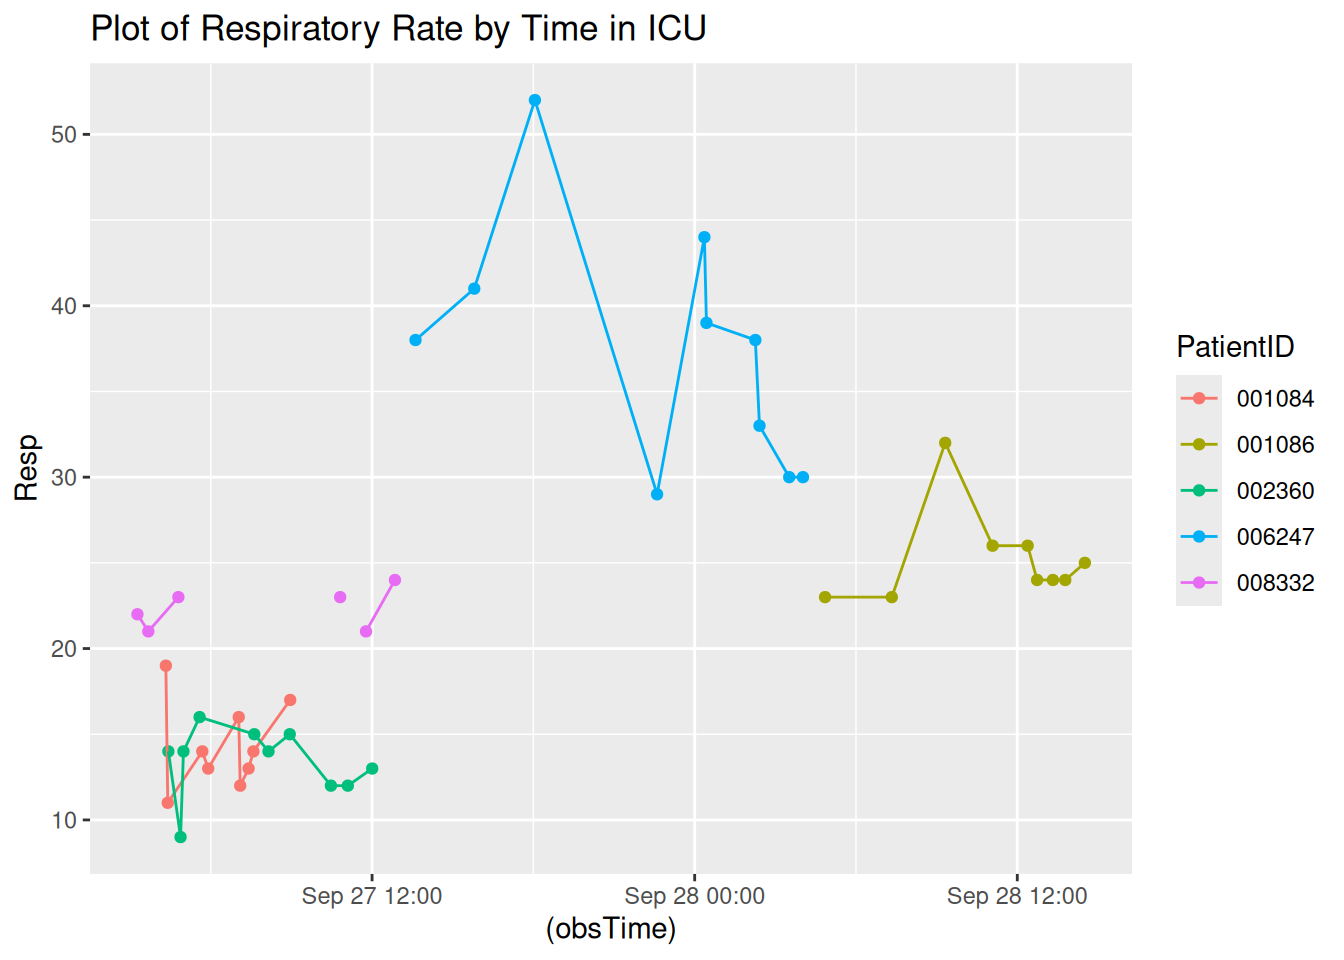 Plot of Respiratory Rate by Time in ICU
50
40
30
20
10
Resp
Sep 27 12:00 Sep 28 00:00 Sep 28 12:00
(obsTime)
PatientID
001084
001086
002360
006247
008332